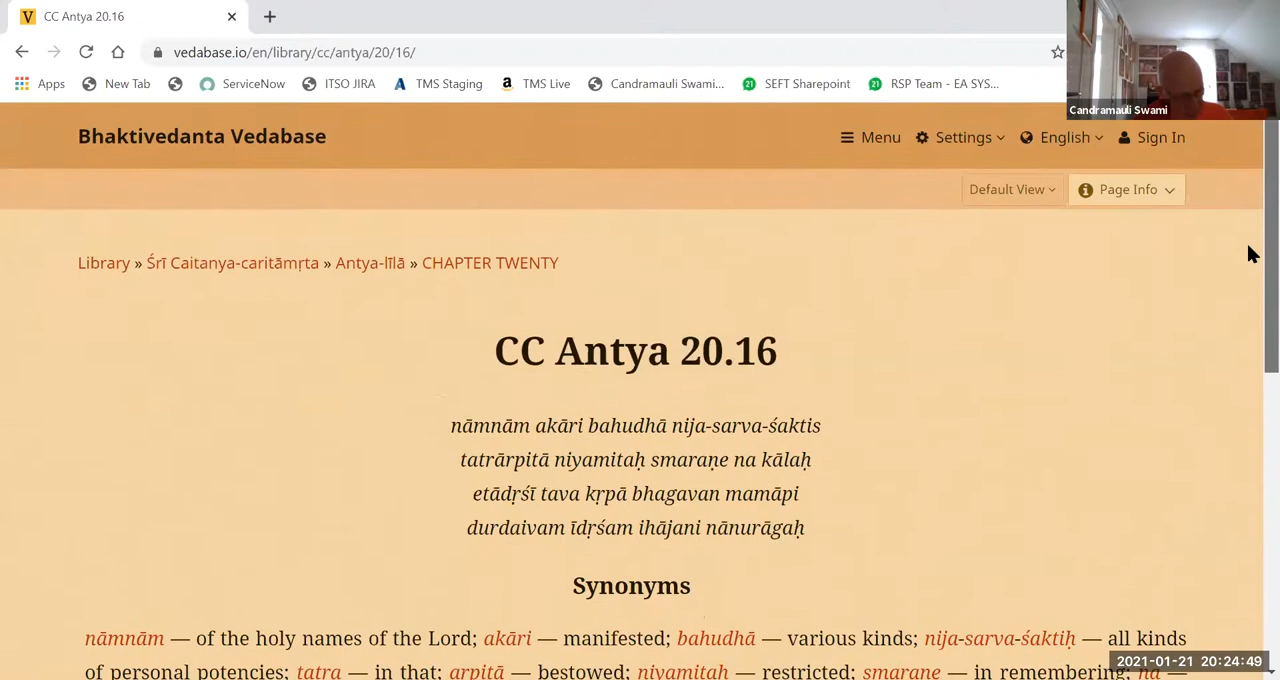 CC Antya 20.16
vedabase.io/en/library/cc/antya/20/16/
Apps New Tab ServiceNow ITSO JIRA TMS Staging TMS Live Candramauli Swami... SEFT Sharepoint RSP Team - EA SYS...
Candramauli Swami
Bhaktivedanta Vedabase Menu Settings English Sign In
Default View Page Info
Library » Śrī Caitanya-caritāmṛta » Antya-līlā » CHAPTER TWENTY
CC Antya 20.16
nāmnām akāri bahudhā nija-sarva-śaktis
tatrārpitā niyamitaḥ smaraṇe na kālaḥ
etādṛśī tava kṛpā bhagavan mamāpi
durdaivam īdṛśam ihājani nānurāgaḥ
Synonyms
nāmnām — of the holy names of the Lord; akāri — manifested; bahudhā — various kinds; nija-sarva-śaktiḥ — all kinds
of personal potencies; tatra — in that; arpitā — bestowed; niyamitaḥ — restricted; smaraṇe — in remembering; na —
2021-01-21 20:24:49